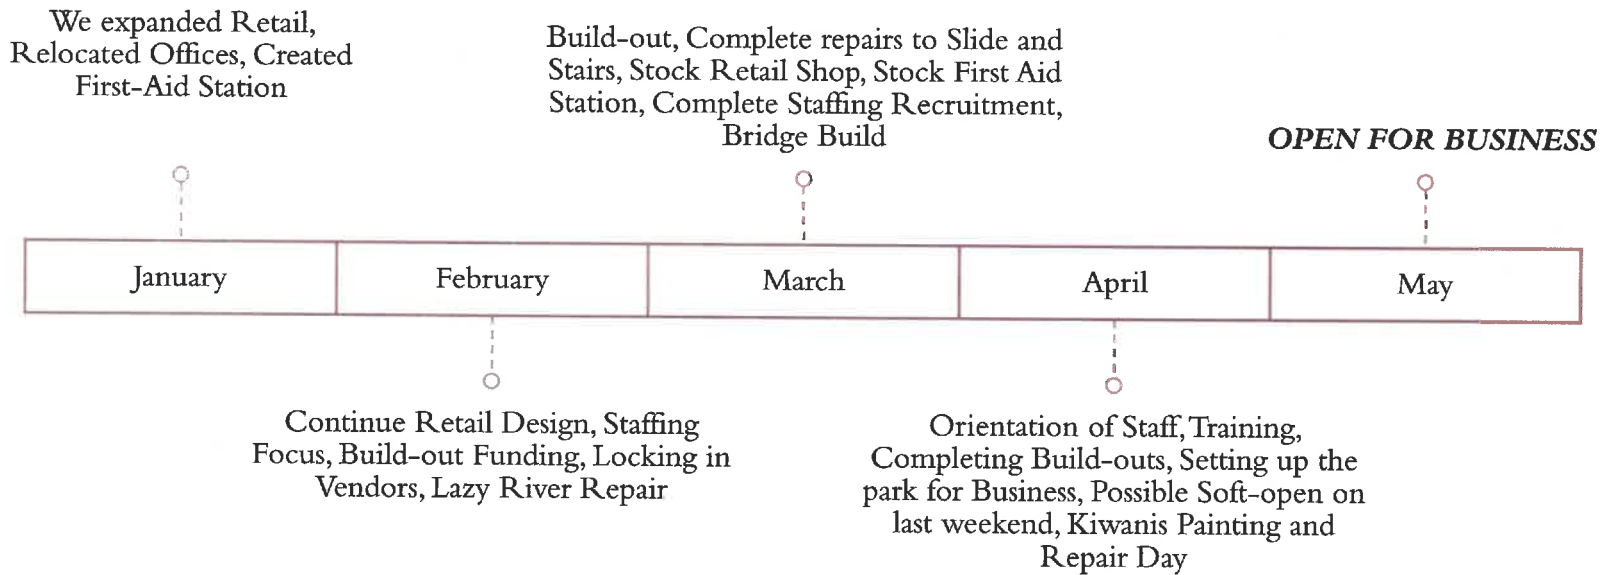 We expanded Retail,
Relocated Offices, Created
First-Aid Station
Build-out, Complete repairs to Slide and
Stairs, Stock Retail Shop, Stock First Aid
Station, Complete Staffing Recruitment,
Bridge Build
OPEN FOR BUSINESS
January
February
March
April
May
Continue Retail Design, Staffing
Focus, Build-out Funding, Locking in
Vendors, Lazy River Repair
Orientation of Staff, Training,
Completing Build-outs, Setting up the
park for Business, Possible Soft-open on
last weekend, Kiwanis Painting and
Repair Day